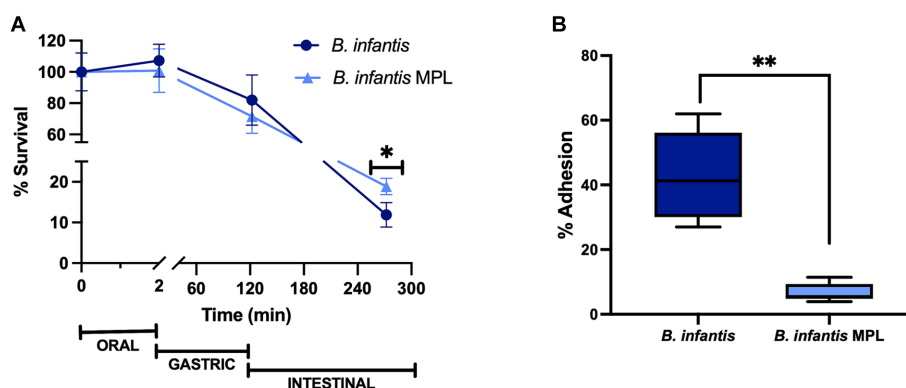 A
120
100
80
60
20
10
0
% Survival
B. infantis
B. infantis MPL
*
0
2
60
120
180
240
300
Time (min)
ORAL
GASTRIC
INTESTINAL
B
80
60
40
20
0
% Adhesion
**
B. infantis
B. infantis MPL